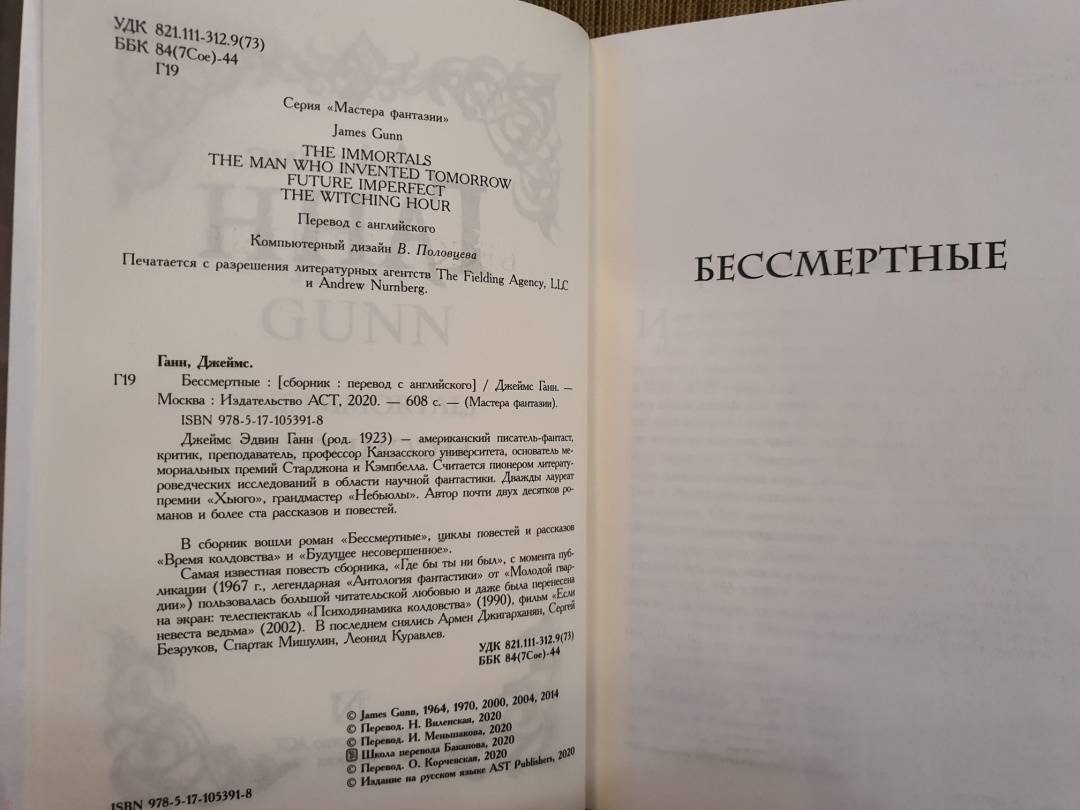 УДК 821.111-312.9(73)
ББК 84(7Сое)-44
Г19
Серия «Мастера фантазии»
James Gunn
THE IMMORTALS
THE MAN WHO INVENTED TOMORROW
FUTURE IMPERFECT
THE WITCHING HOUR
Перевод с английского
Компьютерный дизайн В. Половцева
Печатается с разрешения литературных агентств The Fielding Agency, LLC
и Andrew Nurnberg.
GUNN
Ганн, Джеймс.
Г19 Бессмертные : [сборник : перевод с английского] / Джеймс Ганн. —
Москва : Издательство АСТ, 2020. — 608 с. — (Мастера фантазии).
ISBN 978-5-17-105391-8
Джеймс Эдвин Ганн (род. 1923) — американский писатель-фантаст,
критик, преподаватель, профессор Канзасского университета, основатель ме-
мориальных премий Старджона и Кэмпбелла. Считается пионером литерату-
роведческих исследований в области научной фантастики. Дважды лауреат
премии «Хьюго», грандмастер «Небьюлы». Автор почти двух десятков ро-
манов и более ста рассказов и повестей.
В сборник вошли роман «Бессмертные», циклы повестей и рассказов
«Время колдовства» и «Будущее несовершенное».
Самая известная повесть сборника, «Где бы ты ни был», с момента пуб-
ликации (1967 г., легендарная «Антология фантастики» от «Молодой гвар-
дии») пользовалась большой читательской любовью и даже была перенесена
на экран: телеспектакль «Психодинамика колдовства» (1990), фильм «Если
невеста ведьма» (2002). В последнем снялись Армен Джигарханян, Сергей
Безруков, Спартак Мишулин, Леонид Куравлев.
УДК 821.111-312.9(73)
ББК 84(7Сое)-44
© James Gunn, 1964, 1970, 2000, 2004, 2014
© Перевод. Н. Виленская, 2020
© Перевод. И. Меньшакова, 2020
Школа перевода Баканова, 2020
© Перевод. О. Корчевская, 2020
© Издание на русском языке AST Publishers, 2020
ISBN 978-5-17-105391-8
БЕССМЕРТНЫЕ